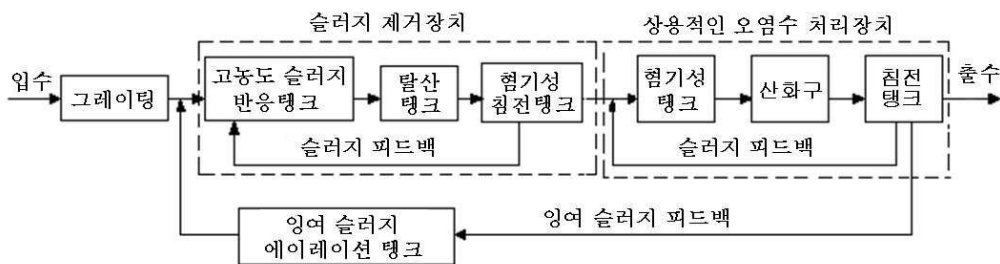 슬러지 제거장치
상용적인 오염수 처리장치
입수
그레이팅
고농도 슬러지
반응탱크
탈산
탱크
혐기성
침전탱크
혐기성
탱크
산화구
침전
탱크
출수
슬러지 피드백
슬러지 피드백
잉여 슬러지
에이레이션 탱크
잉여 슬러지 피드백